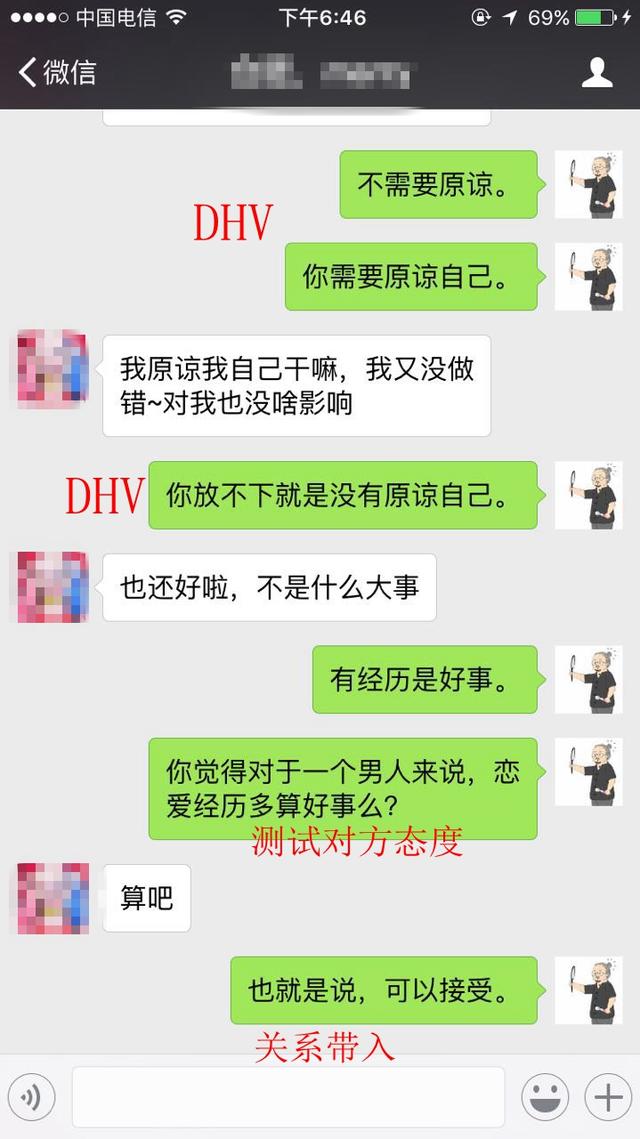 中国电信 下午6:46 69%
微信
不需要原谅。
DHV
你需要原谅自己。
我原谅我自己干嘛，我又没做
错~对我也没啥影响
DHV 你放不下就是没有原谅自己。
也还好啦，不是什么大事
有经历是好事。
你觉得对于一个男人来说，恋
爱经历多算好事么？
测试对方态度
算吧
也就是说，可以接受。
关系带入